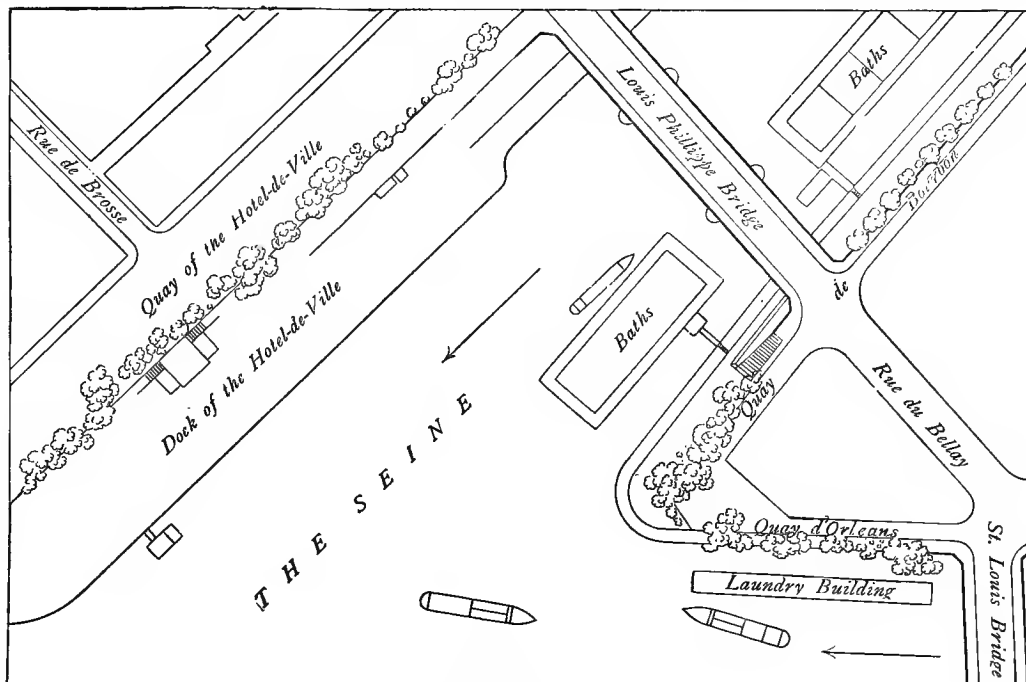 Rue de Brosse
Quay of the Hotel-de-Ville
Dock of the Hotel-de-Ville
THE SEINE
Louis Phillippe Bridge
Baths
Baths
Quay
de
Bourbon
Rue du Bellay
Quay d'Orleans
Laundry Building
St. Louis Bridge